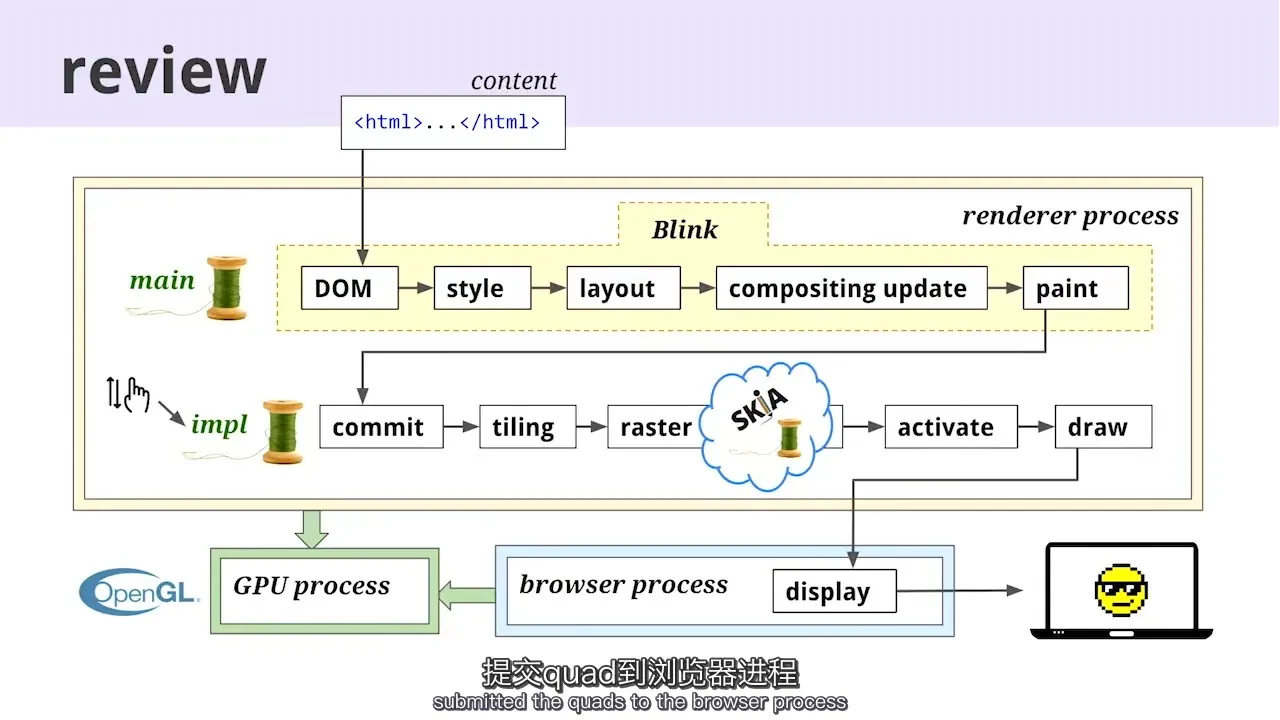 review
content
<html>...</html>
renderer process
Blink
main
DOM
style
layout
compositing update
paint
impl
commit
tiling
raster
SKiA
activate
draw
OpenGL
GPU process
browser process
display
提交quad到浏览器进程
submitted the quads to the browser process